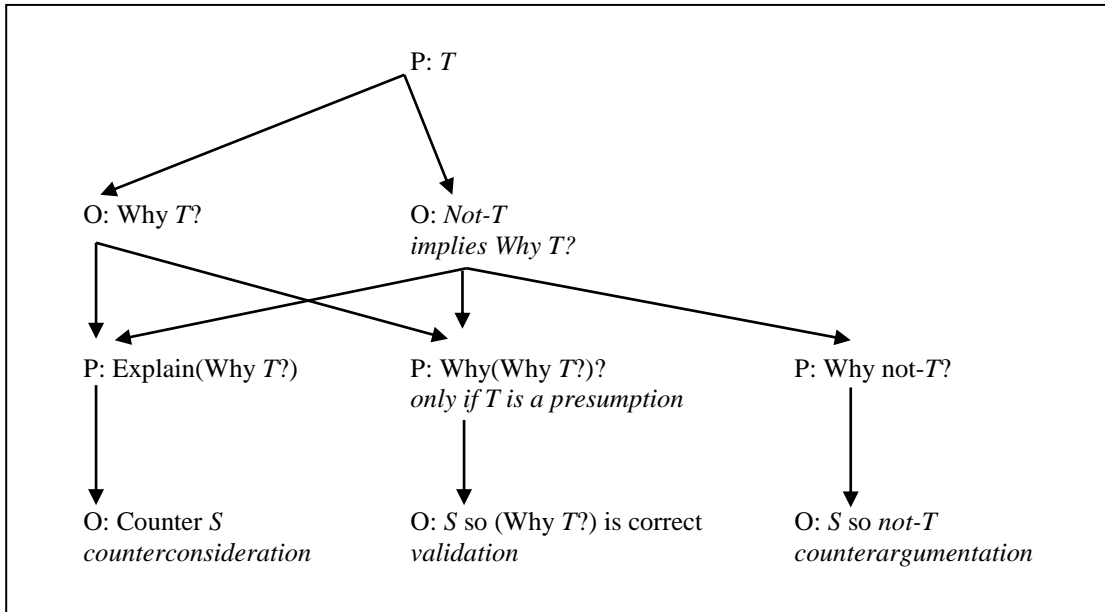 P: T
O: Why T?
O: Not-T
implies Why T?
P: Explain(Why T?)
P: Why(Why T?)?
only if T is a presumption
P: Why not-T?
O: Counter S
counterconsideration
O: S so (Why T?) is correct
validation
O: S so not-T
counterargumentation